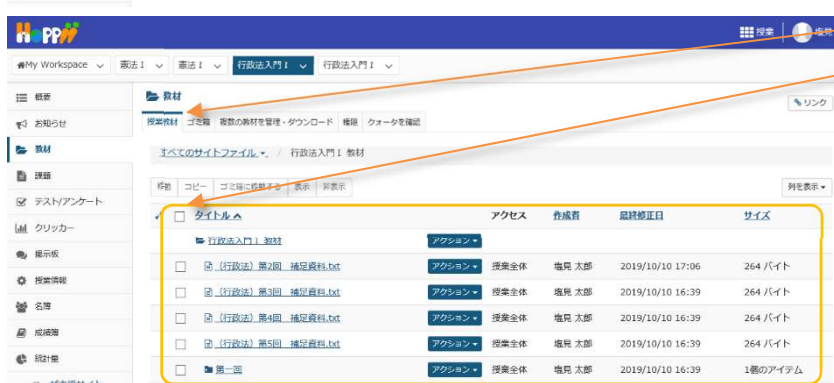 HoPPii
授業 塩見
My Workspace 憲法Ⅰ 憲法Ⅰ 行政法入門Ⅰ 行政法入門Ⅰ
概要
お知らせ
教材
課題
テスト/アンケート
クリッカー
掲示板
授業情報
名簿
成績簿
統計量
教材
リンク
授業教材 ゴミ箱 複数の教材を管理・ダウンロード 権限 クォータを確認
すべてのサイトファイル / 行政法入門Ⅰ 教材
移動 コピー ゴミ箱に移動する 表示 非表示 列を表示
タイトル アクセス 作成者 最終修正日 サイズ
行政法入門Ⅰ 教材 アクション
(行政法) 第2回 補足資料.txt アクション 授業全体 塩見 太郎 2019/10/10 17:06 264 バイト
(行政法) 第3回 補足資料.txt アクション 授業全体 塩見 太郎 2019/10/10 16:39 264 バイト
(行政法) 第4回 補足資料.txt アクション 授業全体 塩見 太郎 2019/10/10 16:39 264 バイト
(行政法) 第5回 補足資料.txt アクション 授業全体 塩見 太郎 2019/10/10 16:39 264 バイト
第一回 アクション 授業全体 塩見 太郎 2019/10/10 16:39 1個のアイテム